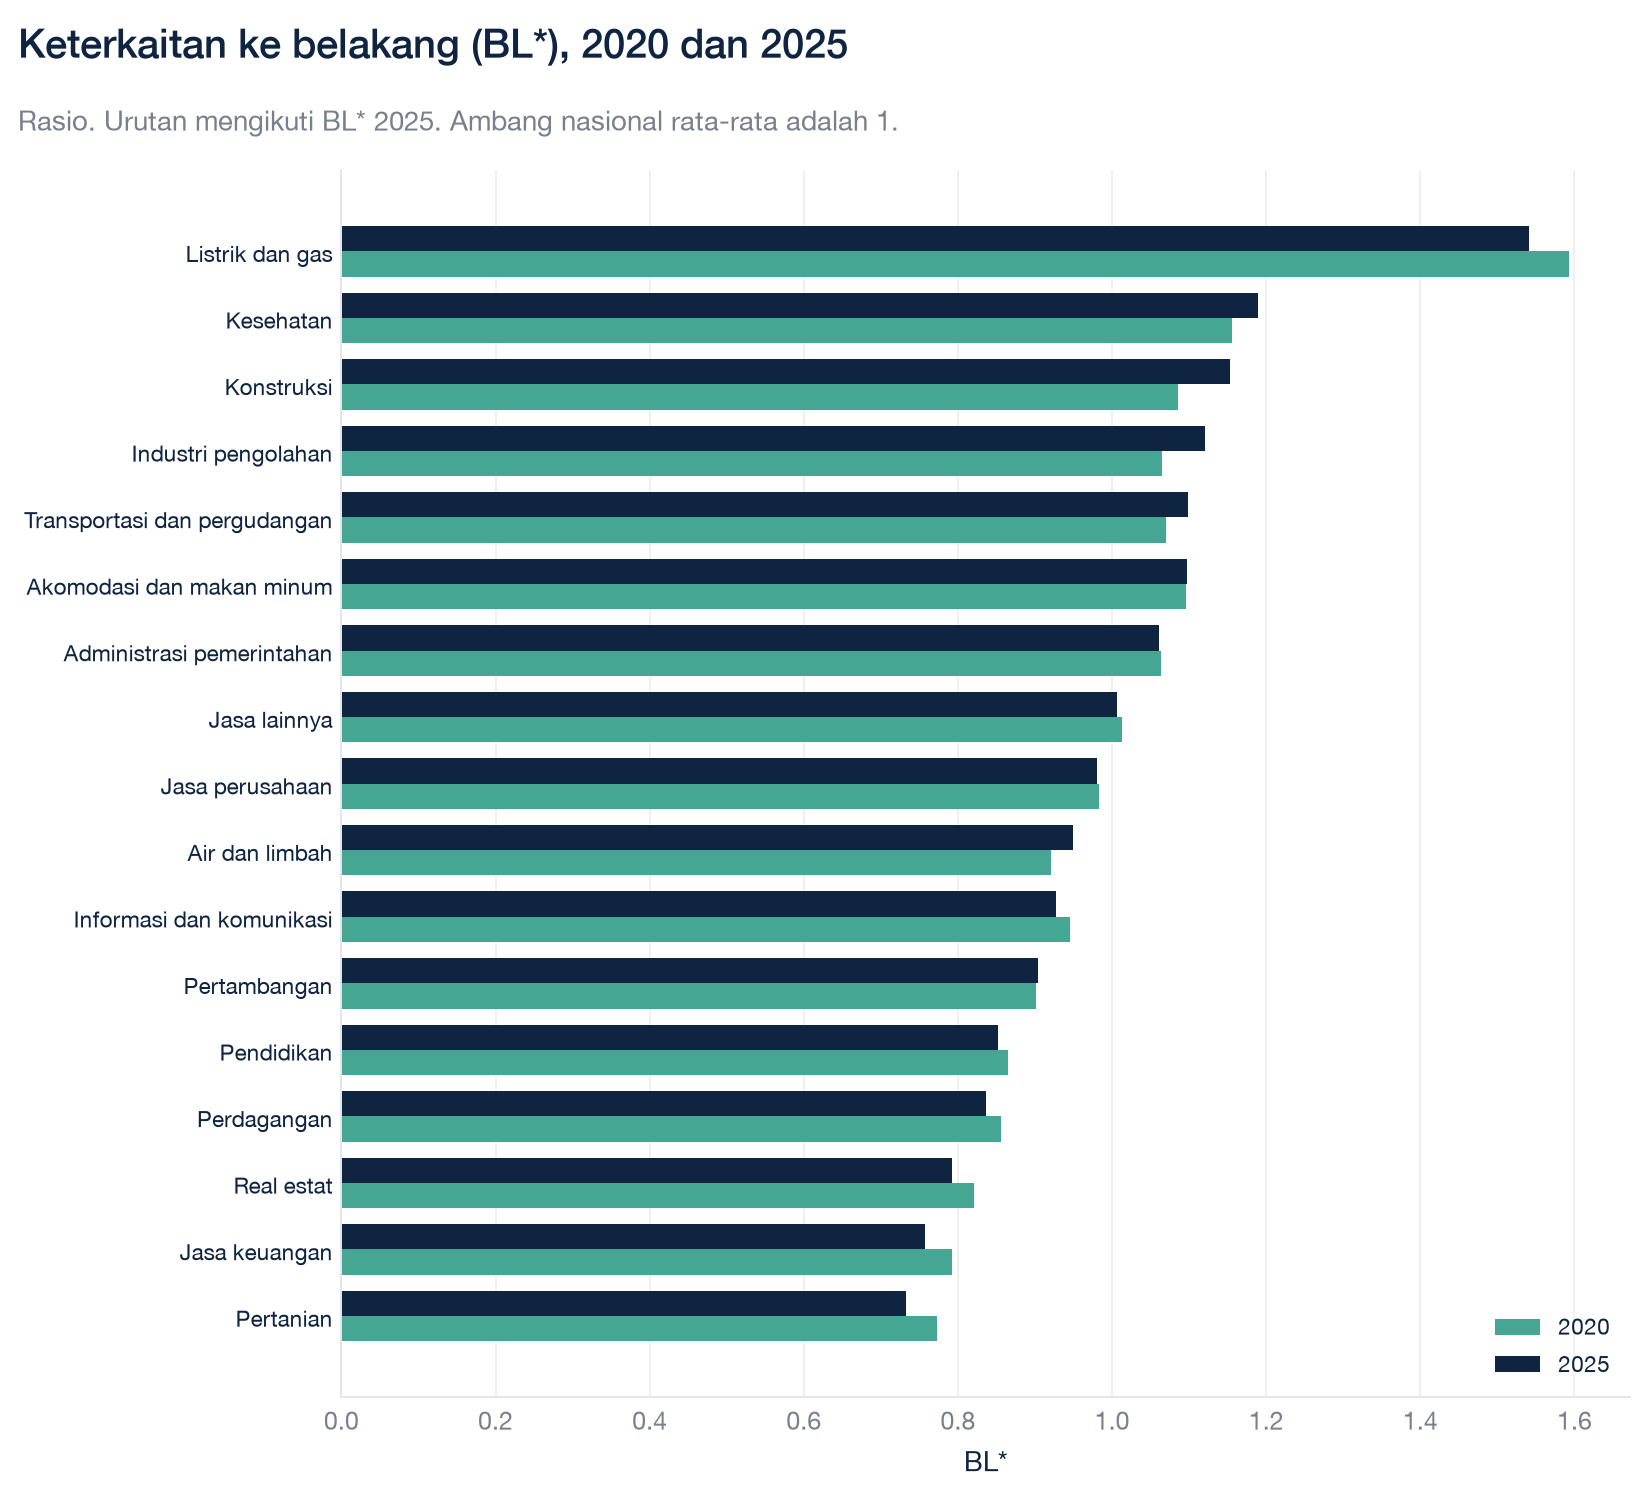 Keterkaitan ke belakang (BL*), 2020 dan 2025
Rasio. Urutan mengikuti BL* 2025. Ambang nasional rata-rata adalah 1.
Listrik dan gas
Kesehatan
Konstruksi
Industri pengolahan
Transportasi dan pergudangan
Akomodasi dan makan minum
Administrasi pemerintahan
Jasa lainnya
Jasa perusahaan
Air dan limbah
Informasi dan komunikasi
Pertambangan
Pendidikan
Perdagangan
Real estat
Jasa keuangan
Pertanian
2020
2025
0.0 0.2 0.4 0.6 0.8 1.0 1.2 1.4 1.6
BL*